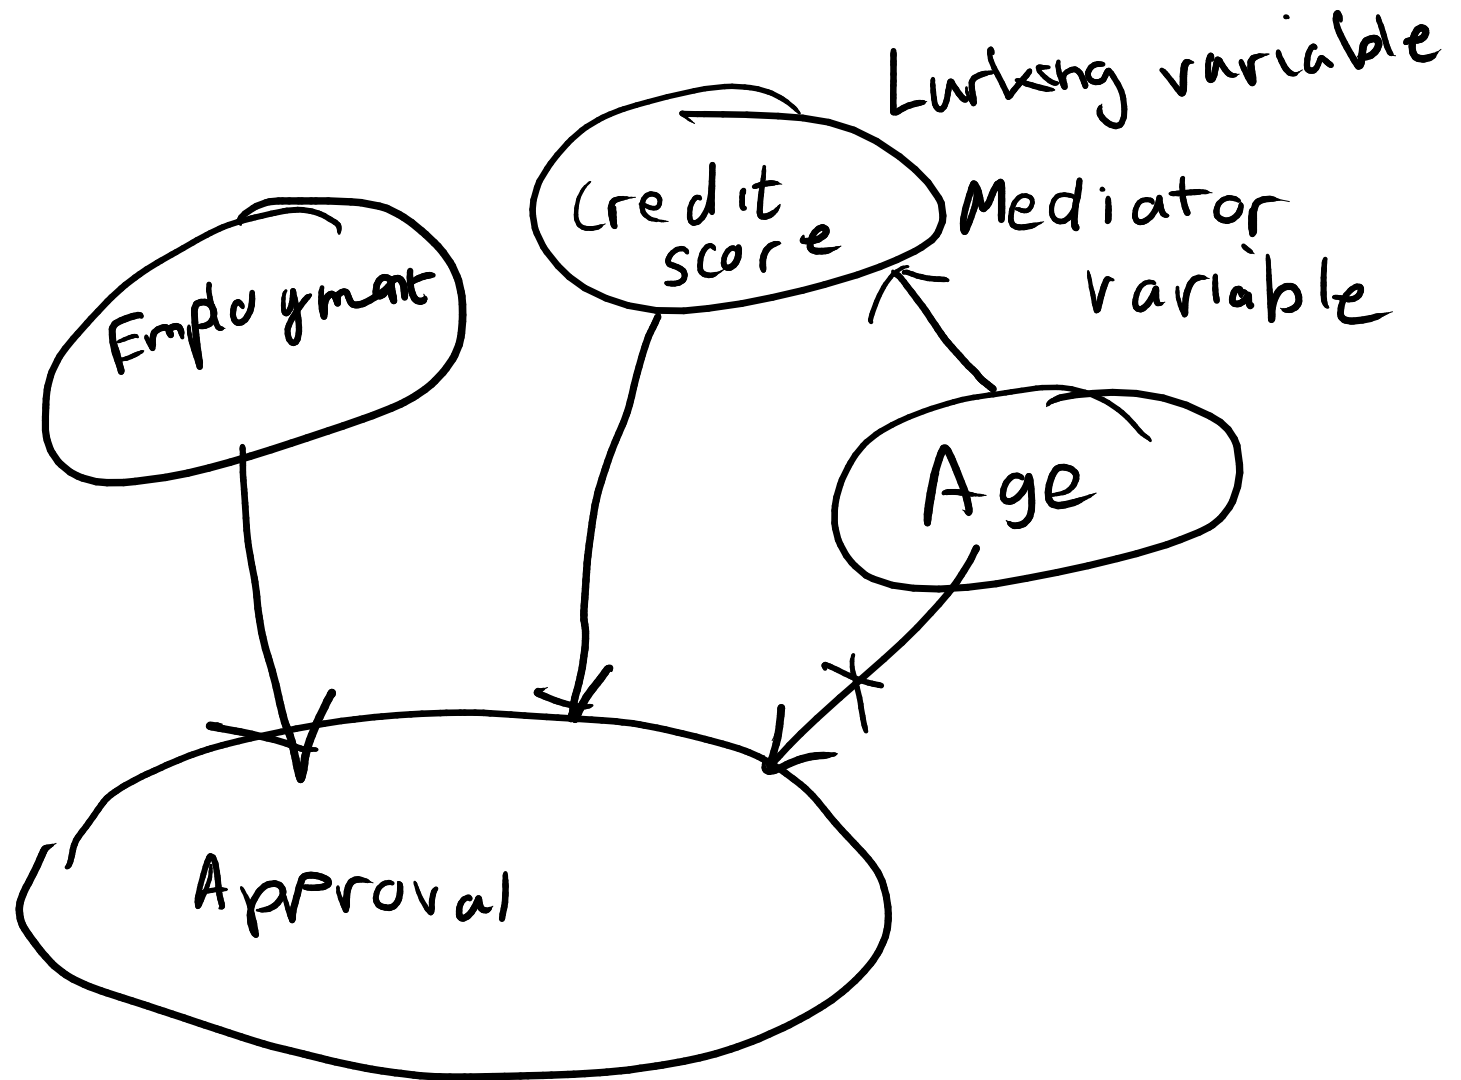 Lurking variable
Credit
score
Mediator
variable
Employment
Age
Approval